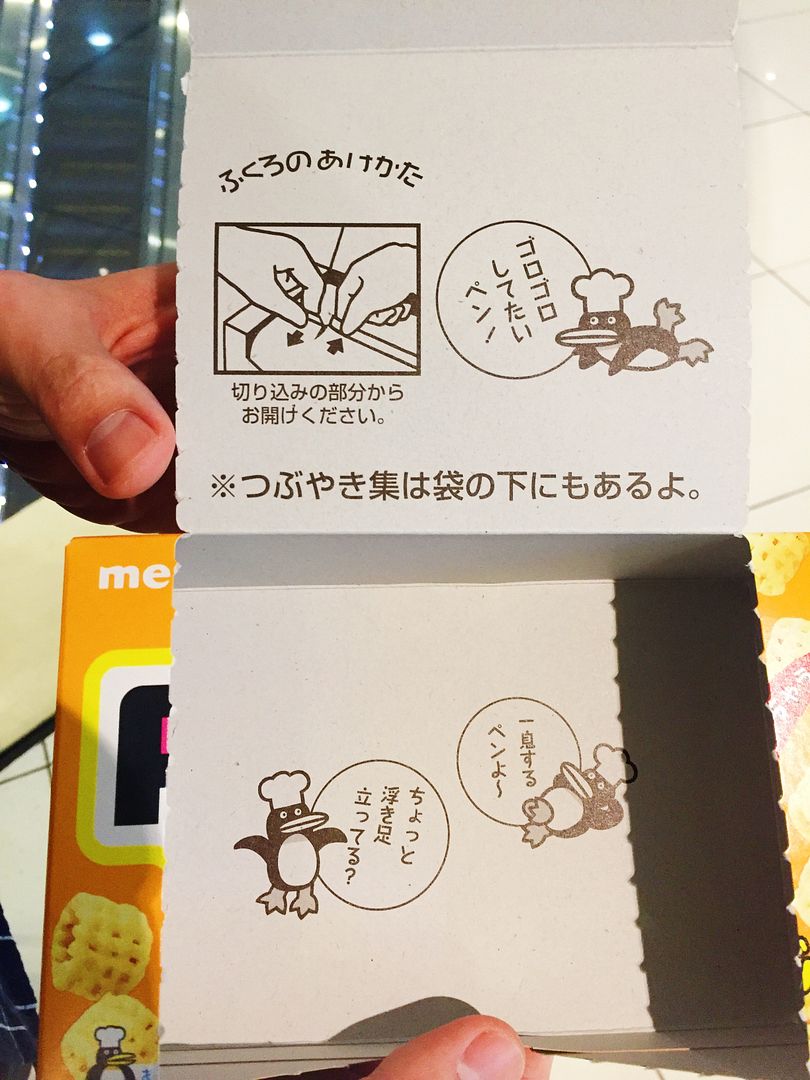 ふくろのあけかた
ゴロゴロ
してたい
ペン!
切り込みの部分から
お開けください。
※つぶやき集は袋の下にもあるよ。
me
一息する
ペンよ〜
ちょっと
浮き足
立ってる?